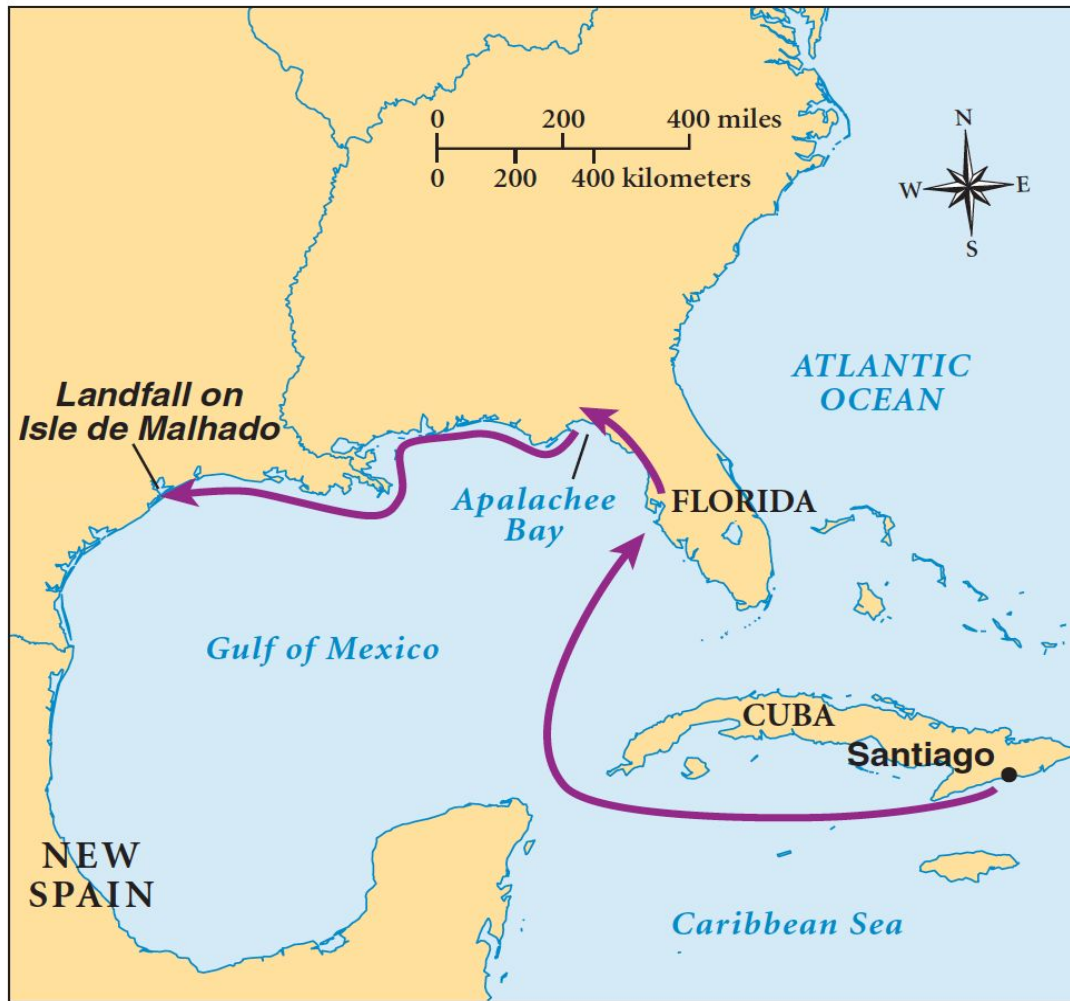 0 200 400 miles
0 200 400 kilometers
N
W E
S
ATLANTIC
OCEAN
Landfall on
Isle de Malhado
Apalachee
Bay
FLORIDA
Gulf of Mexico
CUBA
Santiago
NEW
SPAIN
Caribbean Sea